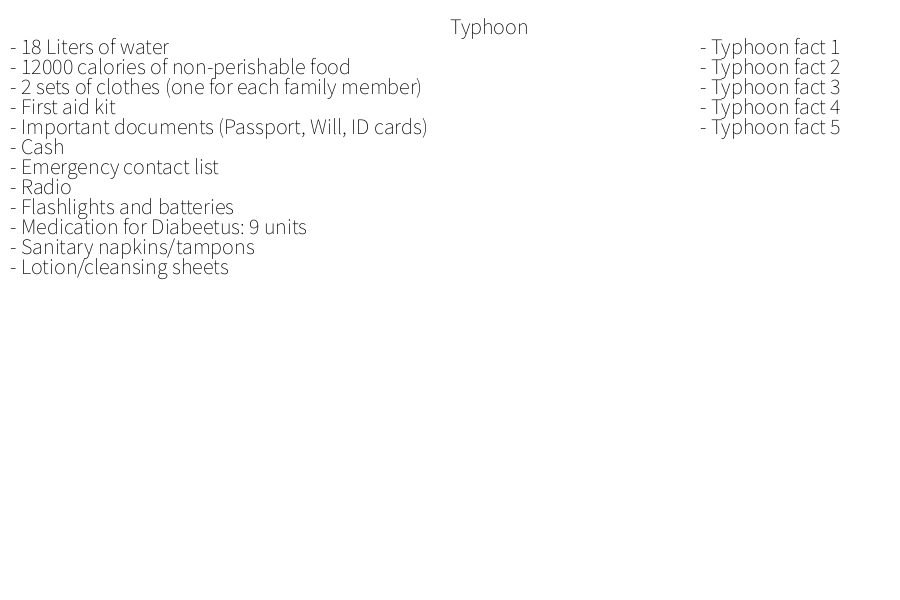 Typhoon
- 18 Liters of water
- 12000 calories of non-perishable food
- 2 sets of clothes (one for each family member)
- First aid kit
- Important documents (Passport, Will, ID cards)
- Cash
- Emergency contact list
- Radio
- Flashlights and batteries
- Medication for Diabeetus: 9 units
- Sanitary napkins/tampons
- Lotion/cleansing sheets
- Typhoon fact 1
- Typhoon fact 2
- Typhoon fact 3
- Typhoon fact 4
- Typhoon fact 5